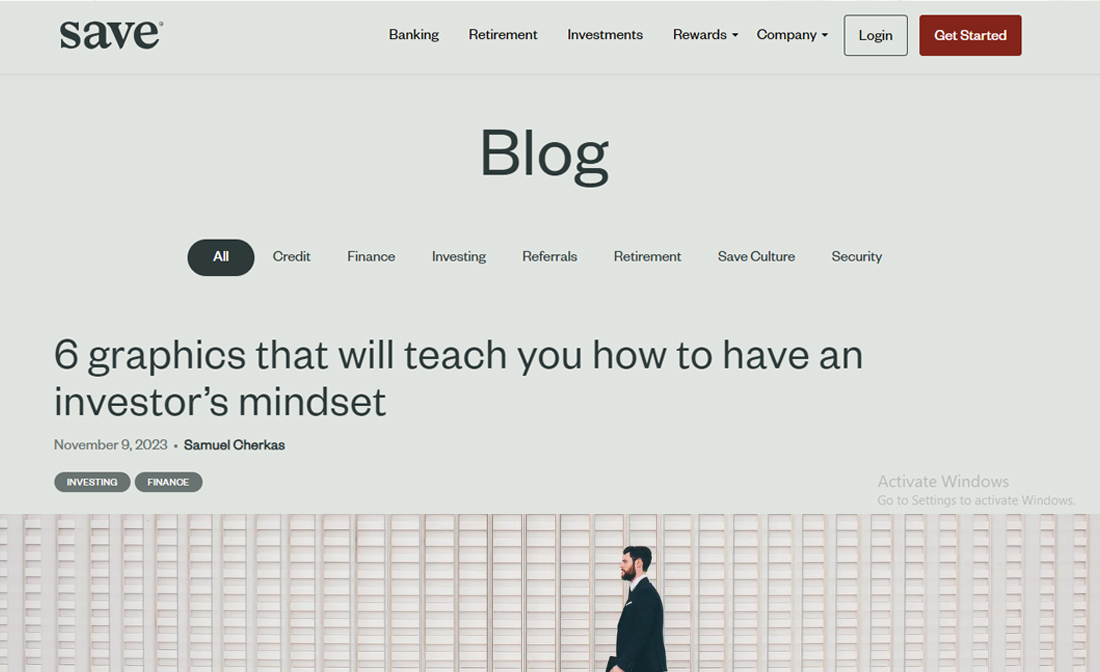 save®
Banking Retirement Investments Rewards Company Login Get Started
Blog
All Credit Finance Investing Referrals Retirement Save Culture Security
6 graphics that will teach you how to have an
investor’s mindset
November 9, 2023 • Samuel Cherkas
INVESTING FINANCE
Activate Windows
Go to Settings to activate Windows.